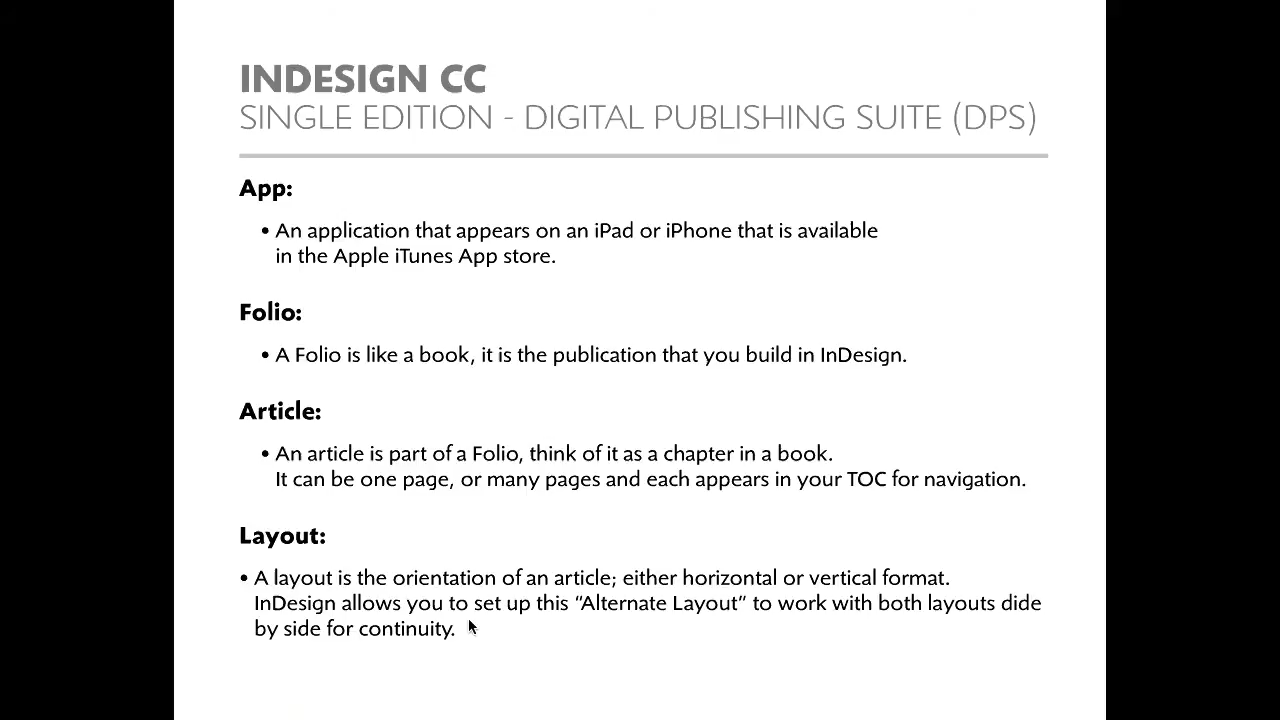 INDESIGN CC
SINGLE EDITION - DIGITAL PUBLISHING SUITE (DPS)
App:
• An application that appears on an iPad or iPhone that is available
in the Apple iTunes App store.
Folio:
• A Folio is like a book, it is the publication that you build in InDesign.
Article:
• An article is part of a Folio, think of it as a chapter in a book.
It can be one page, or many pages and each appears in your TOC for navigation.
Layout:
• A layout is the orientation of an article; either horizontal or vertical format.
InDesign allows you to set up this “Alternate Layout” to work with both layouts dide
by side for continuity.